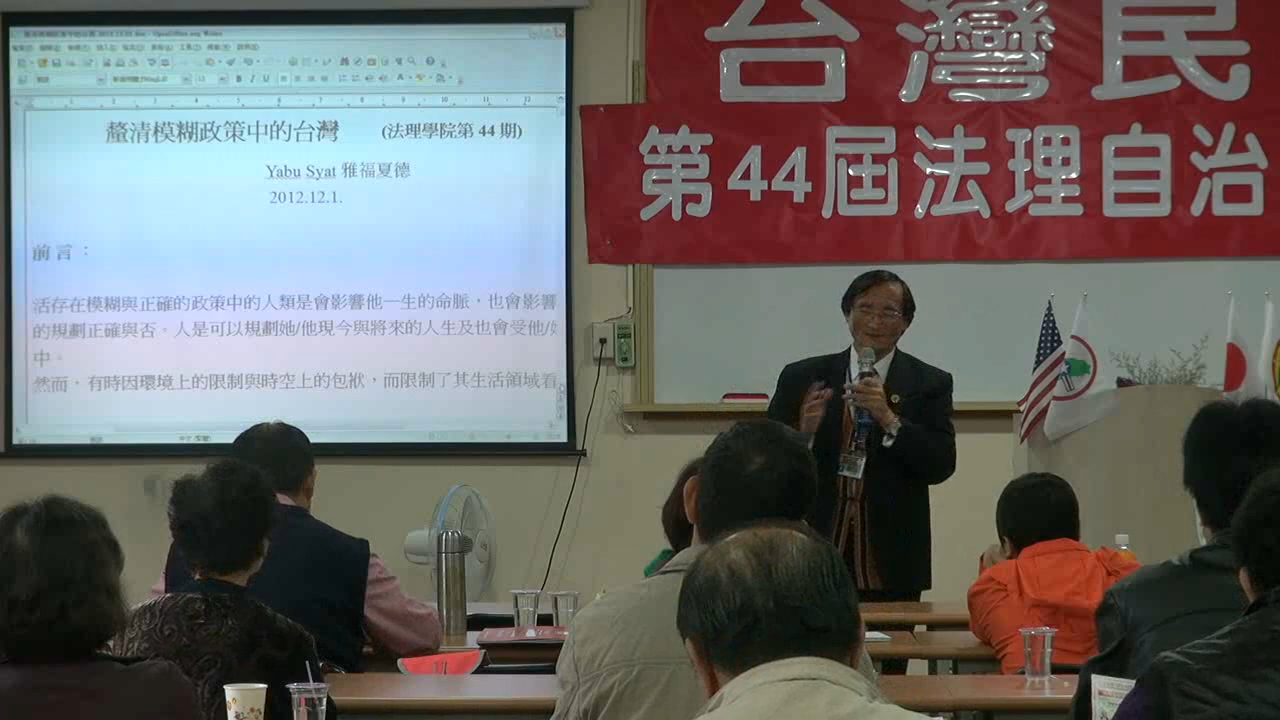 釐清模糊政策中的台灣 (法理學院第 44 期)
Yabu Syat 雅福夏德
2012.12.1.
前言：
活存在模糊與正確的政策中的人類是會影響他一生的命脈，也會影響
的規劃正確與否。人是可以規劃她/他現今與將來的人生及也會受他/她
中。
然而，有時因環境上的限制與時空上的包袱，而限制了其生活領域着
台灣民
第44屆法理自治